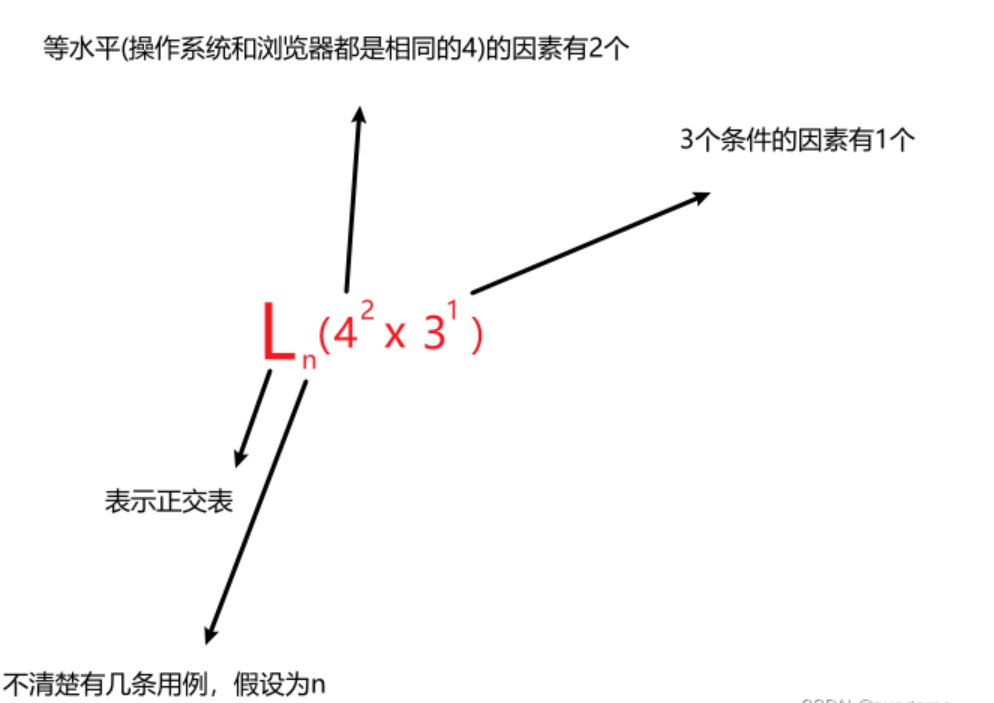 等水平(操作系统和浏览器都是相同的4)的因素有2个
3个条件的因素有1个
Lₙ(4² x 3¹)
表示正交表
不清楚有几条用例，假设为n